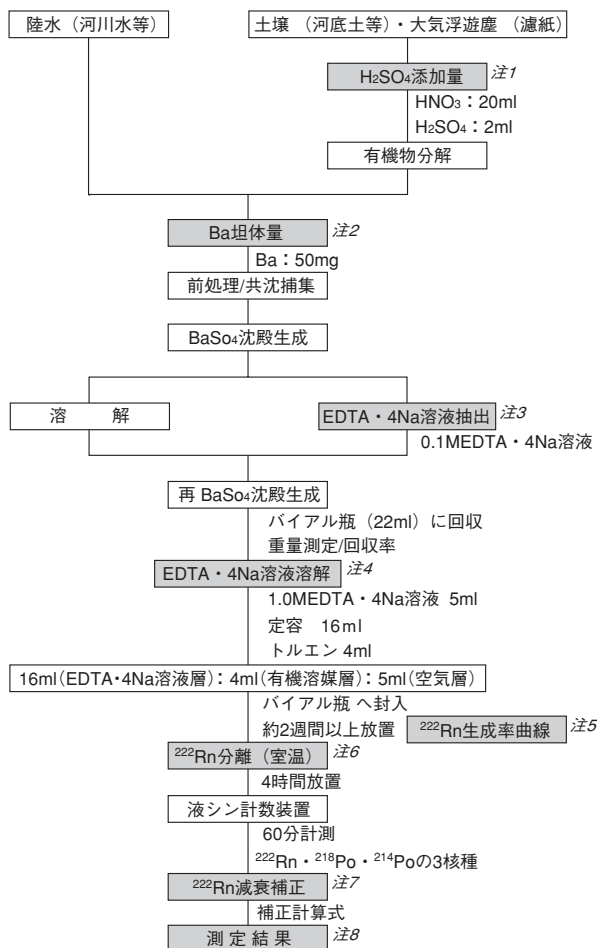 陸水（河川水等）
土壌（河底土等）・大気浮遊塵（濾紙）
H2SO4添加量 注1
HNO3：20ml
H2SO4：2ml
有機物分解
Ba坦体量 注2
Ba：50mg
前処理/共沈捕集
BaSo4沈殿生成
溶　解
EDTA・4Na溶液抽出 注3
0.1MEDTA・4Na溶液
再 BaSo4沈殿生成
バイアル瓶（22ml）に回収
重量測定/回収率
EDTA・4Na溶液溶解 注4
1.0MEDTA・4Na溶液 5ml
定容　16ml
トルエン 4ml
16ml(EDTA・4Na溶液層)：4ml(有機溶媒層)：5ml(空気層)
バイアル瓶 へ封入
約2週間以上放置 222Rn生成率曲線 注5
222Rn分離（室温） 注6
4時間放置
液シン計数装置
60分計測
222Rn・218Po・214Poの3核種
222Rn減衰補正 注7
補正計算式
測定結果 注8